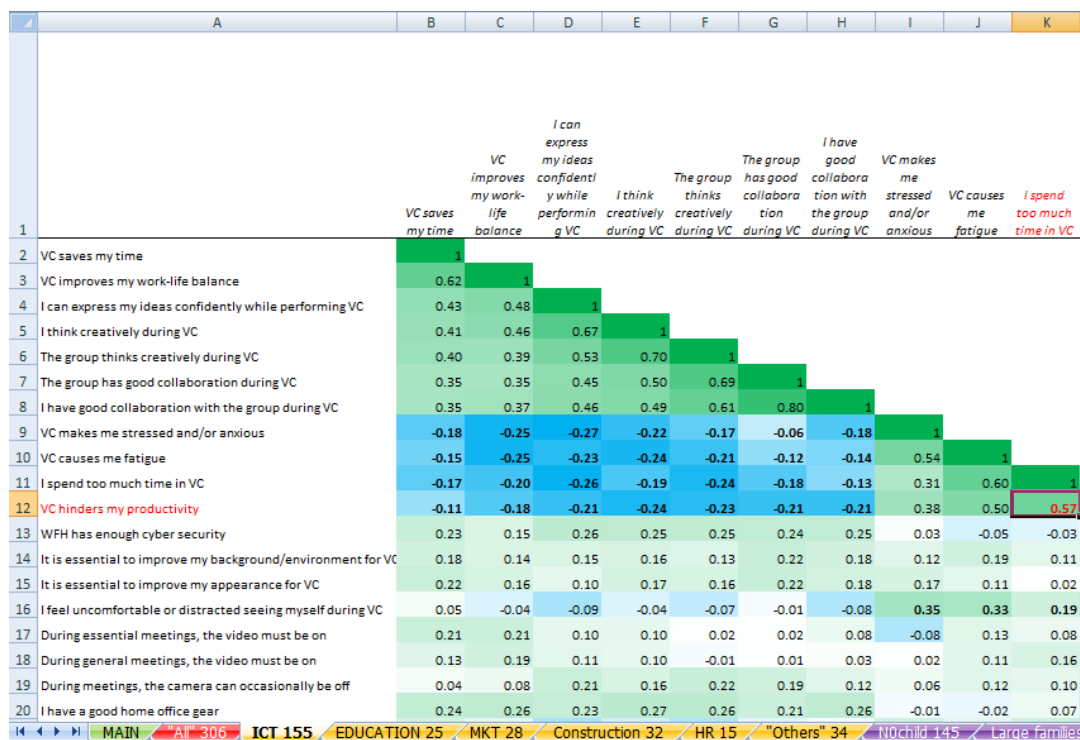 A B C D E F G H I J K
I can
express I have
VC my ideas The group good VC makes
improves confidentl The group has good collabora me I spend
my work- y while I think thinks collabora tion with stressed VC causes too much
VC saves life performin creatively creatively tion the group and/or me time in VC
1 my time balance g VC during VC during VC during VC during VC anxious fatigue
2 VC saves my time 1
3 VC improves my work-life balance 0.62 1
4 I can express my ideas confidently while performing VC 0.43 0.48 1
5 I think creatively during VC 0.41 0.46 0.67 1
6 The group thinks creatively during VC 0.40 0.39 0.53 0.70 1
7 The group has good collaboration during VC 0.35 0.35 0.45 0.50 0.69 1
8 I have good collaboration with the group during VC 0.35 0.37 0.46 0.49 0.61 0.80 1
9 VC makes me stressed and/or anxious -0.18 -0.25 -0.27 -0.22 -0.17 -0.06 -0.18 1
10 VC causes me fatigue -0.15 -0.25 -0.23 -0.24 -0.21 -0.12 -0.14 0.54 1
11 I spend too much time in VC -0.17 -0.20 -0.26 -0.19 -0.24 -0.18 -0.13 0.31 0.60 1
12 VC hinders my productivity -0.11 -0.18 -0.21 -0.24 -0.23 -0.21 -0.21 0.38 0.50 0.57
13 WFH has enough cyber security 0.23 0.15 0.26 0.25 0.25 0.24 0.25 0.03 -0.05 -0.03
14 It is essential to improve my background/environment for VC 0.18 0.14 0.15 0.16 0.13 0.22 0.18 0.12 0.19 0.11
15 It is essential to improve my appearance for VC 0.22 0.16 0.10 0.17 0.16 0.22 0.18 0.17 0.11 0.02
16 I feel uncomfortable or distracted seeing myself during VC 0.05 -0.04 -0.09 -0.04 -0.07 -0.01 -0.08 0.35 0.33 0.19
17 During essential meetings, the video must be on 0.21 0.21 0.10 0.10 0.02 0.02 0.08 -0.08 0.13 0.08
18 During general meetings, the video must be on 0.13 0.19 0.11 0.10 -0.01 0.01 0.03 0.02 0.11 0.16
19 During meetings, the camera can occasionally be off 0.04 0.08 0.21 0.16 0.22 0.19 0.12 0.06 0.12 0.10
20 I have a good home office gear 0.24 0.26 0.23 0.27 0.26 0.21 0.26 -0.01 -0.02 0.07
MAIN "All" 306 ICT 155 EDUCATION 25 MKT 28 Construction 32 HR 15 "Others" 34 N0child 145 Large families